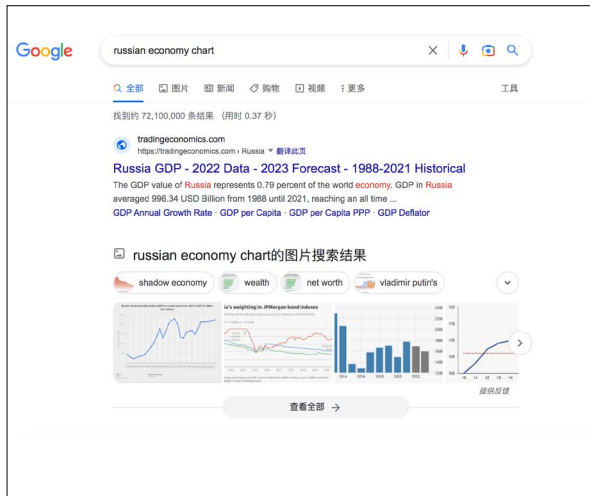 Google
russian economy chart
全部 图片 新闻 购物 视频 更多 工具
找到约 72,100,000 条结果 （用时 0.37 秒）
tradingeconomics.com
https://tradingeconomics.com › Russia 翻译此页
Russia GDP - 2022 Data - 2023 Forecast - 1988-2021 Historical
The GDP value of Russia represents 0.79 percent of the world economy. GDP in Russia
averaged 996.34 USD Billion from 1988 until 2021, reaching an all time ...
GDP Annual Growth Rate · GDP per Capita · GDP per Capita PPP · GDP Deflator
russian economy chart的图片搜索结果
shadow economy wealth net worth vladimir putin's
ia's weighting in JPMorgan bond indexes
提供反馈
查看全部 →